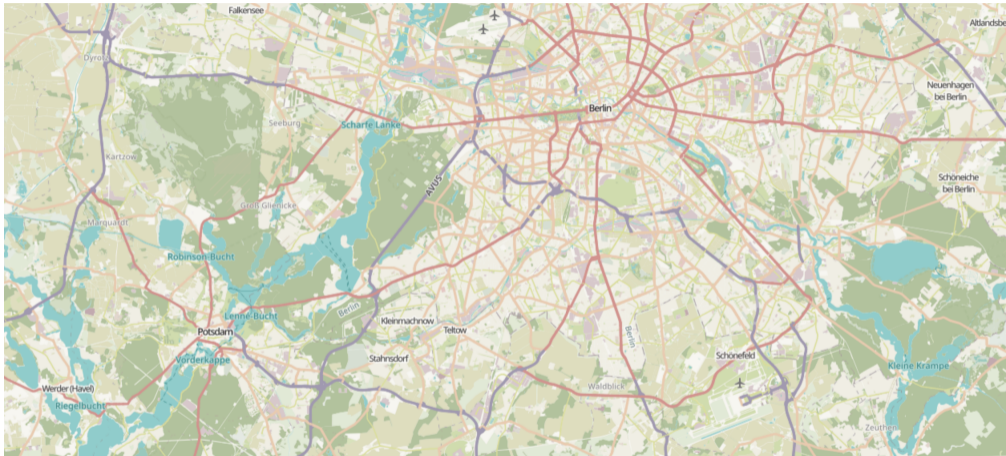 Falkensee
Altlandsbe
Dyrotz
Neuenhagen
bei Berlin
Berlin
Seeburg
Scharfe Lanke
Kartzow
AVUS
Schöneiche
bei Berlin
Groß Glienicke
Marquardt
Robinson Bucht
Lenne-Bucht
Berlin
Kleinmachnow
Teltow
Potsdam
Berlin
Vorderkappe
Stahnsdorf
Schönefeld
Kleine Krampe
Werder (Havel)
Waldblick
Riegelbucht
Zeuthen